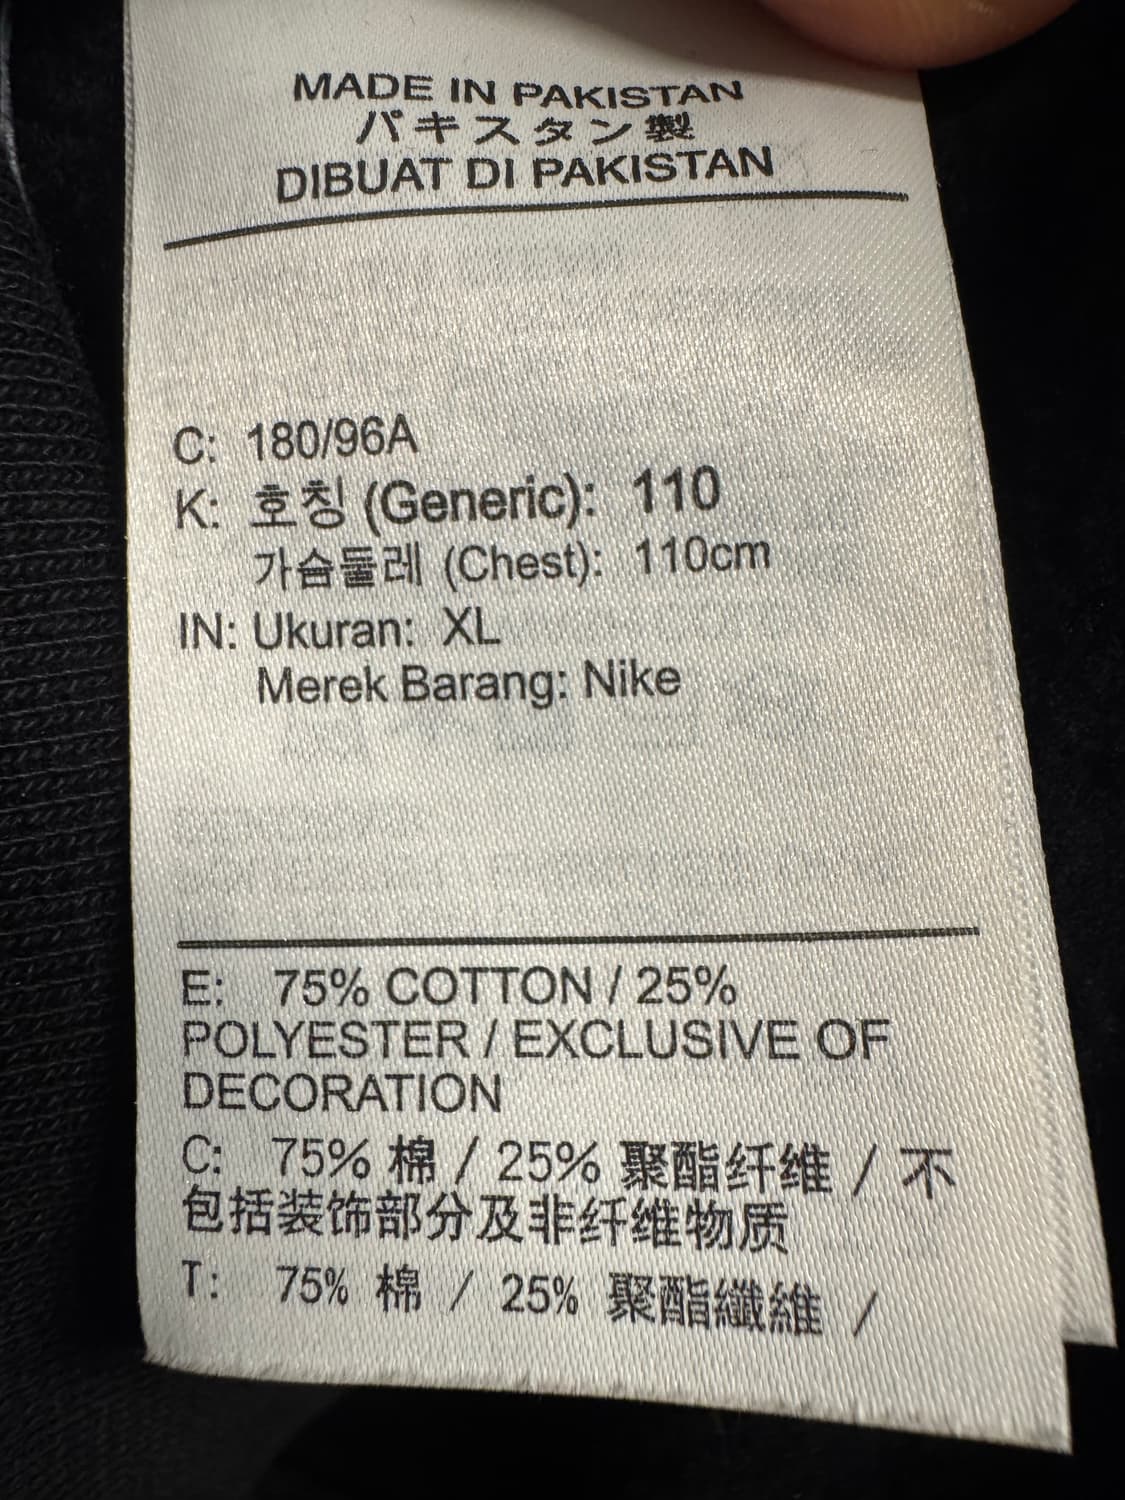 MADE IN PAKISTAN
パキスタン製
DIBUAT DI PAKISTAN
C: 180/96A
K: 호칭 (Generic): 110
가슴둘레 (Chest): 110cm
IN: Ukuran: XL
Merek Barang: Nike
E: 75% COTTON / 25%
POLYESTER / EXCLUSIVE OF
DECORATION
C: 75% 棉 / 25% 聚酯纤维 / 不
包括装饰部分及非纤维物质
T: 75% 棉 / 25% 聚酯纖維 /